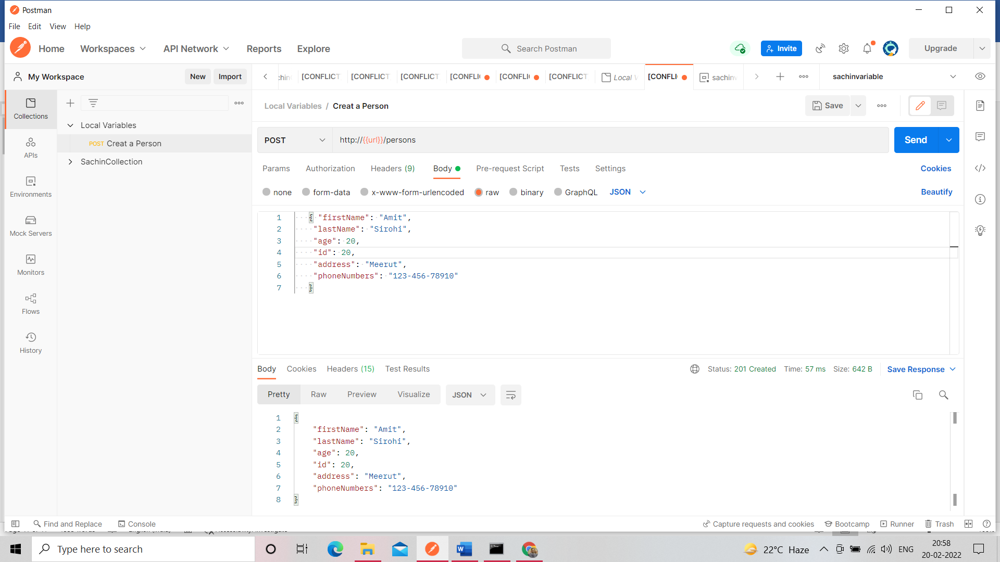 Postman
File Edit View Help
Home Workspaces API Network Reports Explore Search Postman Invite Upgrade
My Workspace New Import [CONFLICT [CONFLICT [CONFLICT [CONFLI [CONFLI [CONFLICT Local V [CONFLI sachinv sachinvariable
Collections
APIs
Environments
Mock Servers
Monitors
Flows
History
Local Variables
POST Creat a Person
SachinCollection
Local Variables / Creat a Person Save
POST http://{{url}}/persons Send
Params Authorization Headers (9) Body Pre-request Script Tests Settings Cookies
none form-data x-www-form-urlencoded raw binary GraphQL JSON Beautify
1 { "firstName": "Amit",
2 "lastName": "Sirohi",
3 "age": 20,
4 "id": 20,
5 "address": "Meerut",
6 "phoneNumbers": "123-456-78910"
7 }
Body Cookies Headers (15) Test Results Status: 201 Created Time: 57 ms Size: 642 B Save Response
Pretty Raw Preview Visualize JSON
1 {
2 "firstName": "Amit",
3 "lastName": "Sirohi",
4 "age": 20,
5 "id": 20,
6 "address": "Meerut",
7 "phoneNumbers": "123-456-78910"
8 }
Find and Replace Console Capture requests and cookies Bootcamp Runner Trash
Type here to search 22°C Haze ENG 20:58
20-02-2022